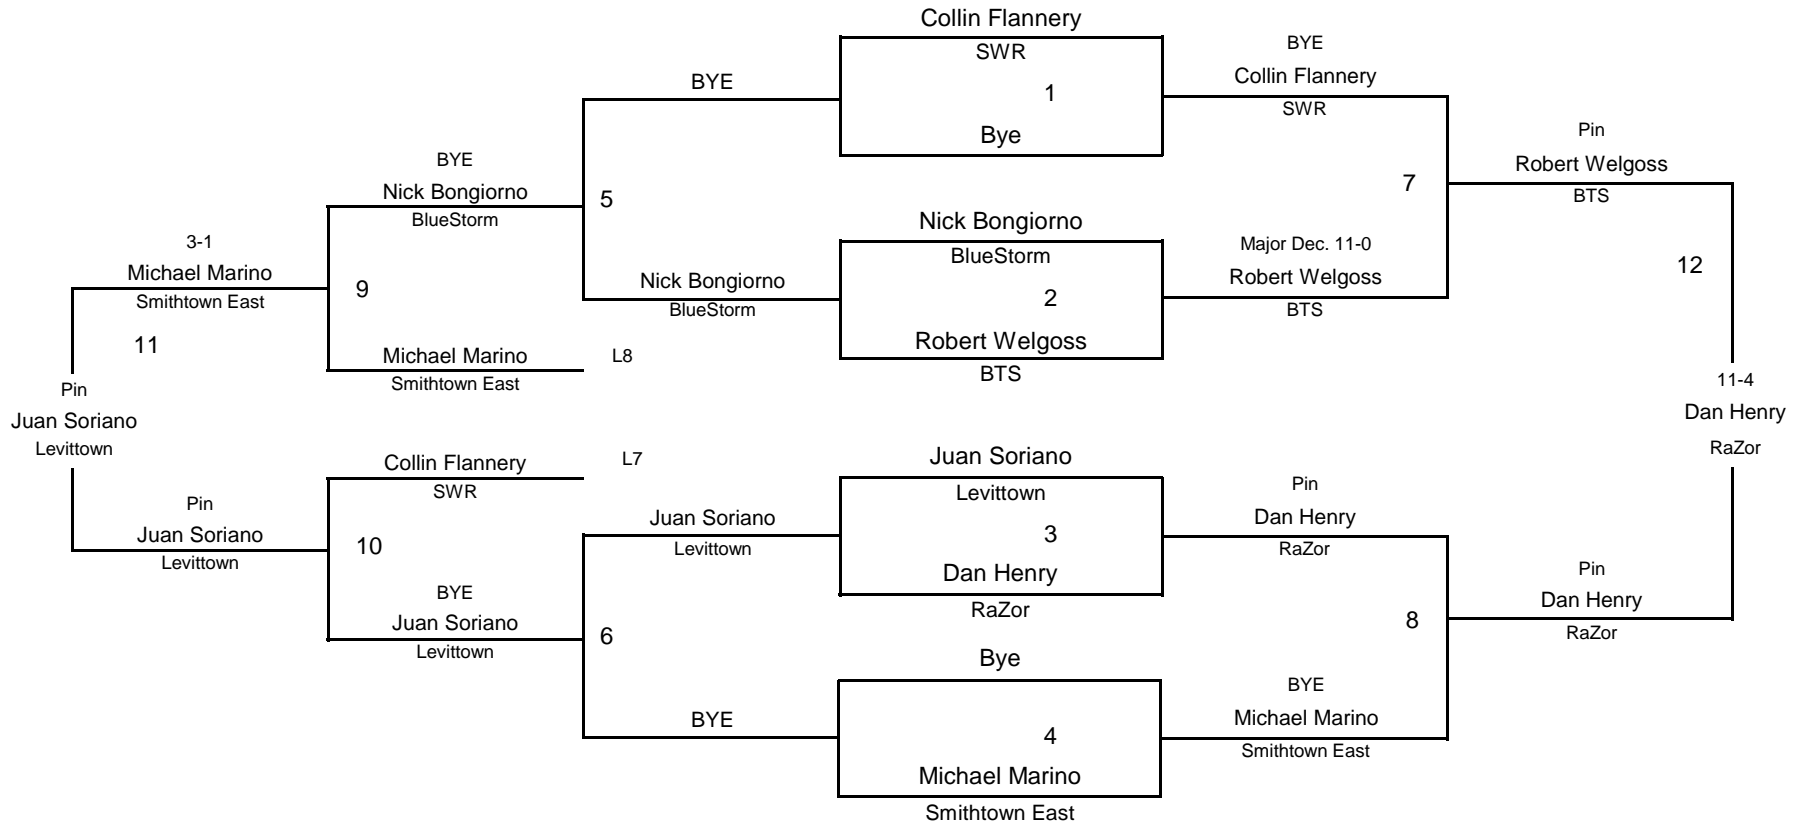 Collin Flannery
SWR
1
Bye
BYE
Collin Flannery
SWR
BYE
Pin
Robert Welgoss
BTS
7
BYE
Nick Bongiorno
BlueStorm
5
Nick Bongiorno
BlueStorm
2
Robert Welgoss
BTS
Major Dec. 11-0
Robert Welgoss
BTS
12
3-1
Michael Marino
Smithtown East
9
Nick Bongiorno
BlueStorm
11
Michael Marino
Smithtown East
L8
Pin
Juan Soriano
Levittown
11-4
Dan Henry
RaZor
Collin Flannery
SWR
L7
Juan Soriano
Levittown
3
Dan Henry
RaZor
Pin
Dan Henry
RaZor
Pin
Juan Soriano
Levittown
10
Juan Soriano
Levittown
BYE
Juan Soriano
Levittown
6
8
Pin
Dan Henry
RaZor
Bye
4
Michael Marino
Smithtown East
BYE
BYE
Michael Marino
Smithtown East